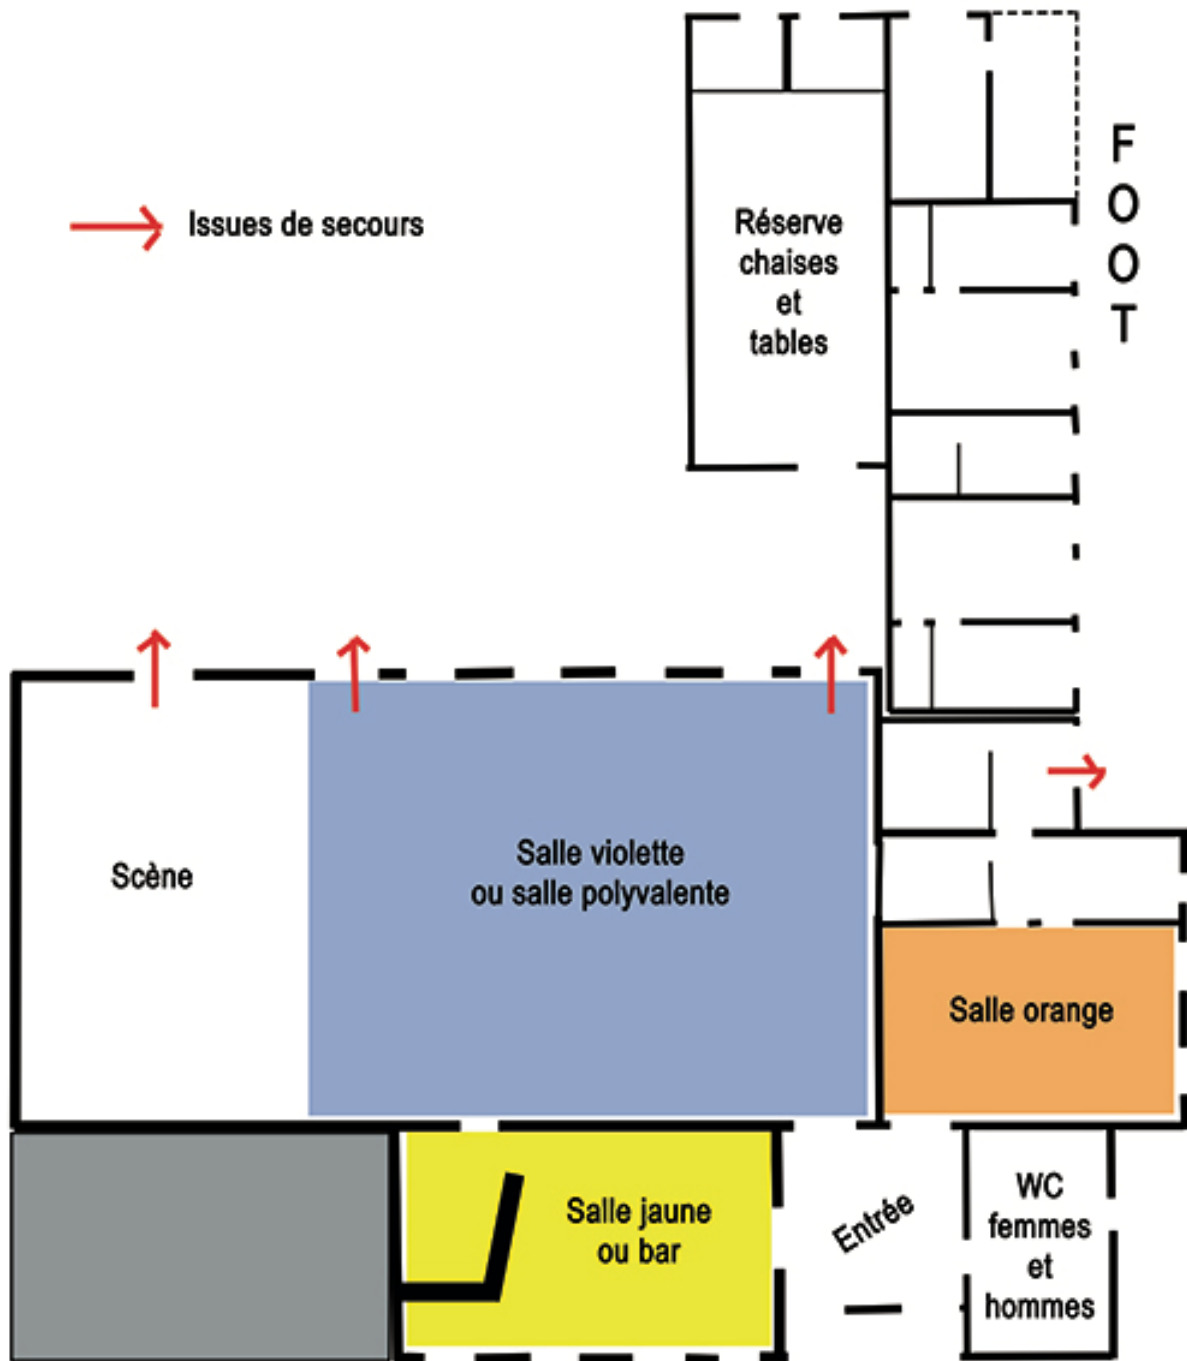 F
O
O
T
Issues de secours
Réserve
chaises
et
tables
Scène
Salle violette
ou salle polyvalente
Salle orange
Salle jaune
ou bar
Entrée
WC
femmes
et
hommes